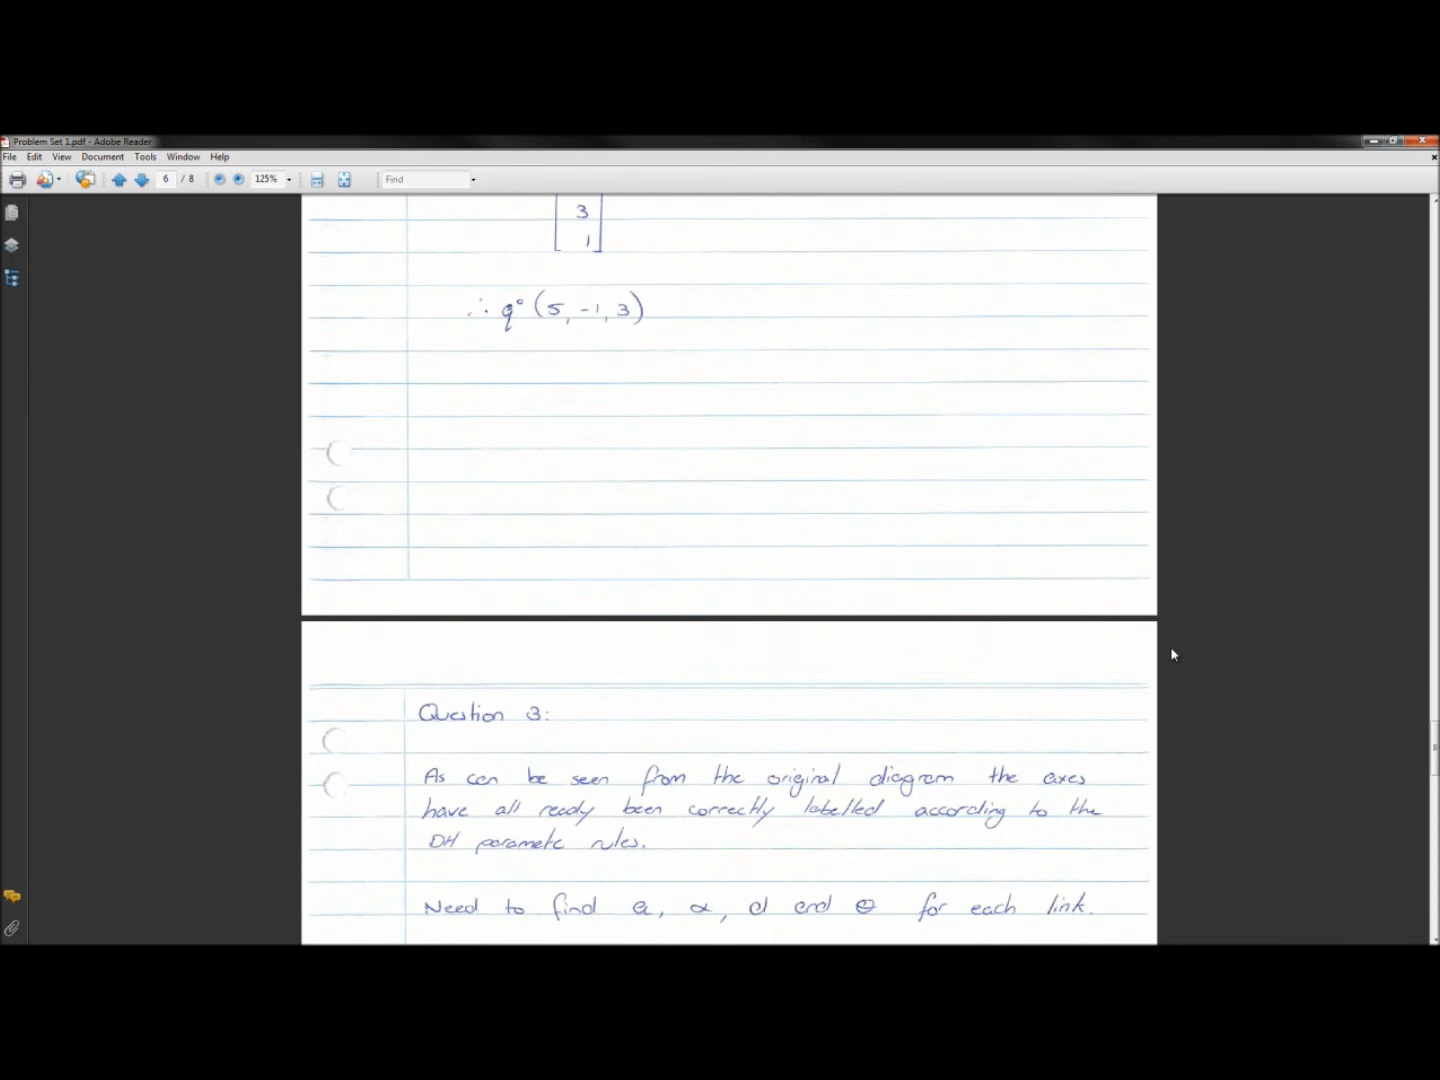 Problem Set 1.pdf - Adobe Reader
File Edit View Document Tools Window Help
6 / 8 125% Find
3
1
∴ q° (5, -1, 3)
Question 3:
As can be seen from the original diagram the axes
have all ready been correctly labelled according to the
DH paramete rules.
Need to find a, α, d and θ for each link.